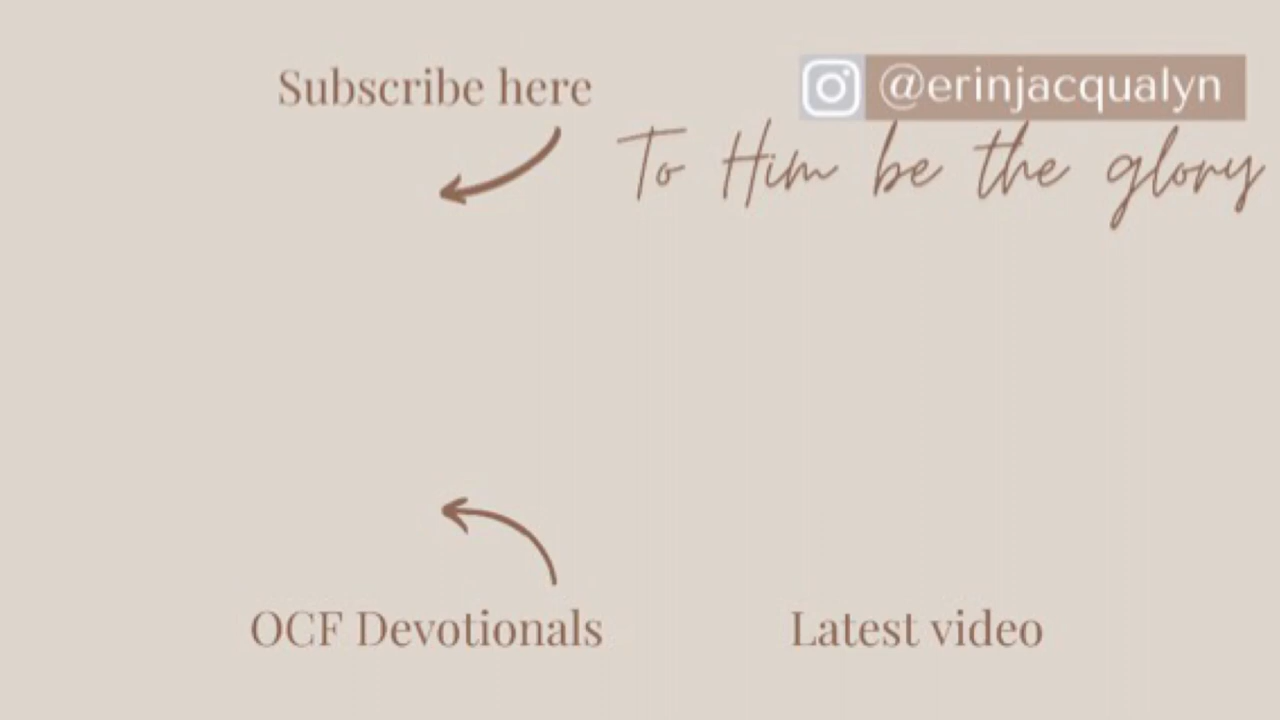 Subscribe here
@erinjacqualyn
To Him be the glory
OCF Devotionals
Latest video